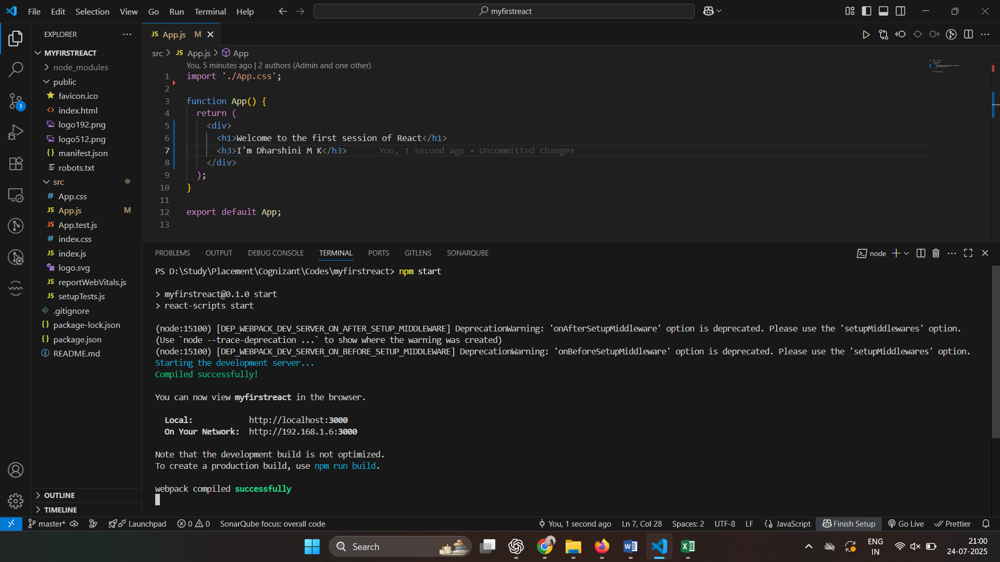 File Edit Selection View Go Run Terminal Help
myfirstreact
EXPLORER
MYFIRSTREACT
node_modules
public
favicon.ico
index.html
logo192.png
logo512.png
{} manifest.json
robots.txt
src
# App.css
JS App.js M
JS App.test.js
# index.css
JS index.js
logo.svg
JS reportWebVitals.js
JS setupTests.js
.gitignore
{} package-lock.json
{} package.json
README.md
OUTLINE
TIMELINE
1
JS App.js M
src > JS App.js > App
You, 5 minutes ago | 2 authors (Admin and one other)
1 import './App.css';
2
3 function App() {
4 return (
5 <div>
6 <h1>Welcome to the first session of React</h1>
7 <h3>I'm Dharshini M K</h3> You, 1 second ago • Uncommitted changes
8 </div>
9 );
10 }
11
12 export default App;
13
PROBLEMS OUTPUT DEBUG CONSOLE TERMINAL PORTS GITLENS SONARQUBE
node
PS D:\Study\Placement\Cognizant\Codes\myfirstreact> npm start
> myfirstreact@0.1.0 start
> react-scripts start
(node:15100) [DEP_WEBPACK_DEV_SERVER_ON_AFTER_SETUP_MIDDLEWARE] DeprecationWarning: 'onAfterSetupMiddleware' option is deprecated. Please use the 'setupMiddlewares' option.
(Use `node --trace-deprecation ...` to show where the warning was created)
(node:15100) [DEP_WEBPACK_DEV_SERVER_ON_BEFORE_SETUP_MIDDLEWARE] DeprecationWarning: 'onBeforeSetupMiddleware' option is deprecated. Please use the 'setupMiddlewares' option.
Starting the development server...
Compiled successfully!
You can now view myfirstreact in the browser.
Local: http://localhost:3000
On Your Network: http://192.168.1.6:3000
Note that the development build is not optimized.
To create a production build, use npm run build.
webpack compiled successfully
master* Launchpad 0 0 SonarQube focus: overall code You, 1 second ago Ln 7, Col 28 Spaces: 2 UTF-8 LF {} JavaScript Finish Setup Go Live Prettier
Search
ENG
IN
21:00
24-07-2025